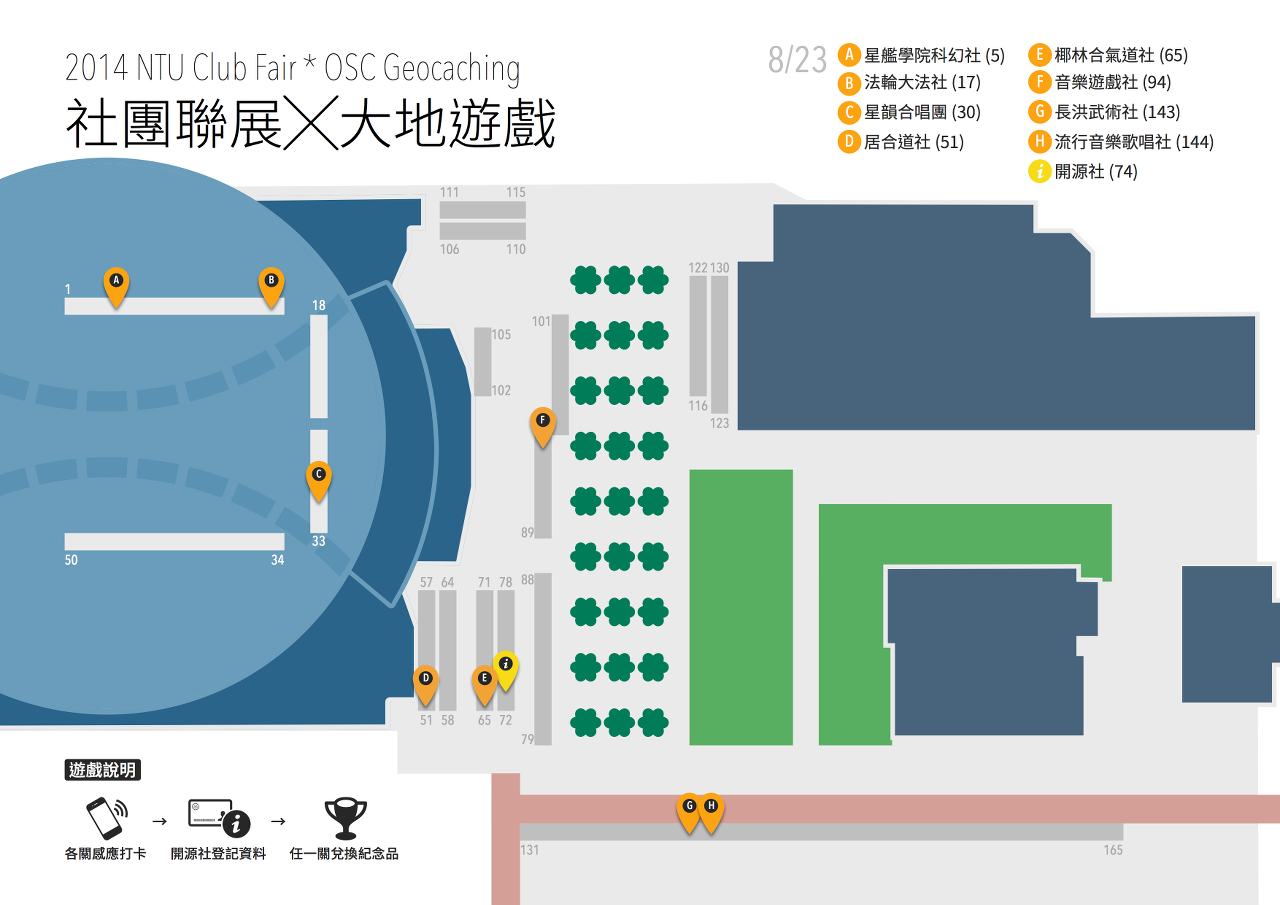 2014 NTU Club Fair * OSC Geocaching
社團聯展╳大地遊戲
8/23
A 星艦學院科幻社 (5)
B 法輪大法社 (17)
C 星韻合唱團 (30)
D 居合道社 (51)
E 椰林合氣道社 (65)
F 音樂遊戲社 (94)
G 長洪武術社 (143)
H 流行音樂歌唱社 (144)
i 開源社 (74)
111 115
106 110
122 130
1 A B
18
101
105
102
116
123
F
C
89
33
50 34
57 64 71 78 88
i
D E
51 58 65 72
79
遊戲說明
G H
→ i →
各關感應打卡 開源社登記資料 任一關兌換紀念品
131 165